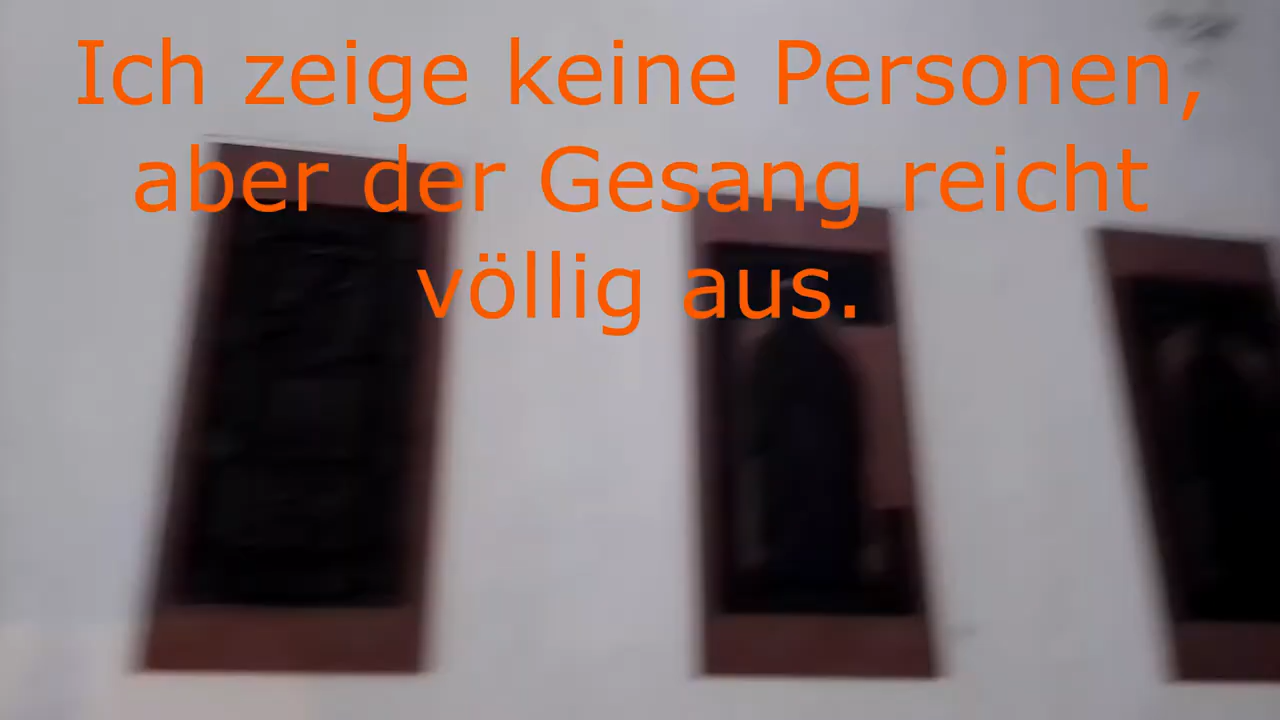 Ich zeige keine Personen,
aber der Gesang reicht
völlig aus.